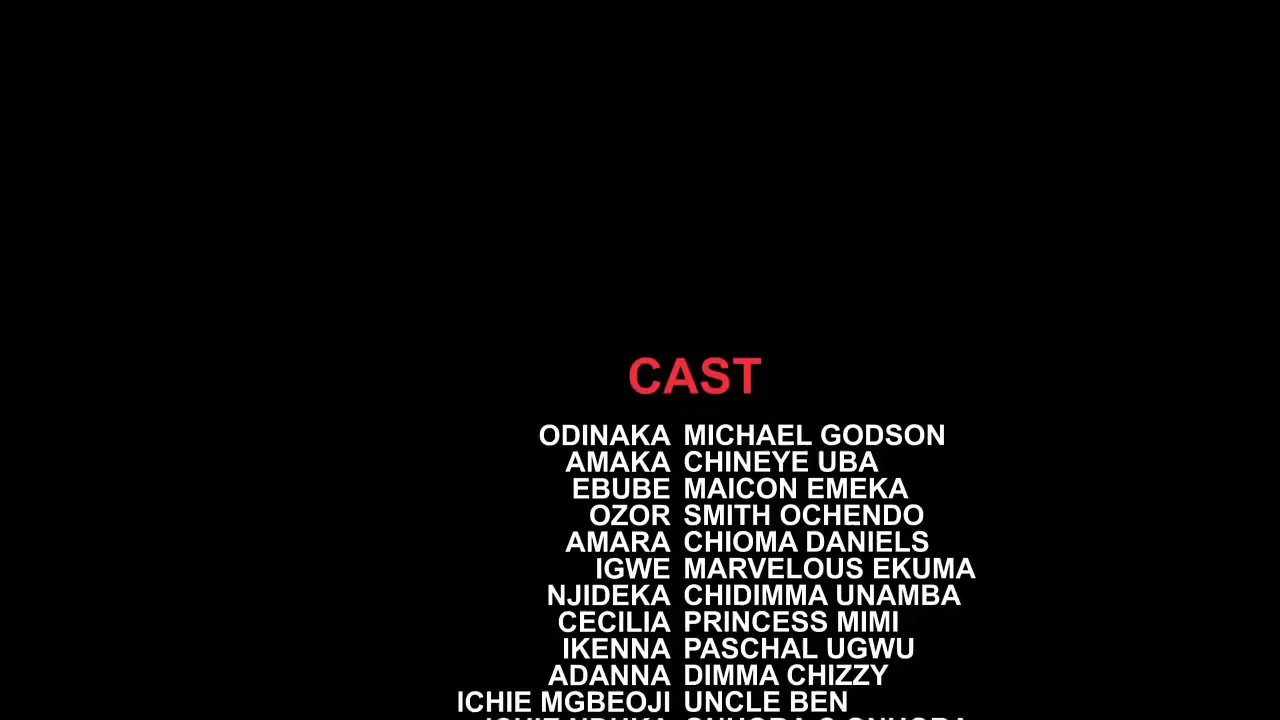 CAST
ODINAKA MICHAEL GODSON
AMAKA CHINEYE UBA
EBUBE MAICON EMEKA
OZOR SMITH OCHENDO
AMARA CHIOMA DANIELS
IGWE MARVELOUS EKUMA
NJIDEKA CHIDIMMA UNAMBA
CECILIA PRINCESS MIMI
IKENNA PASCHAL UGWU
ADANNA DIMMA CHIZZY
ICHIE MGBEOJI UNCLE BEN